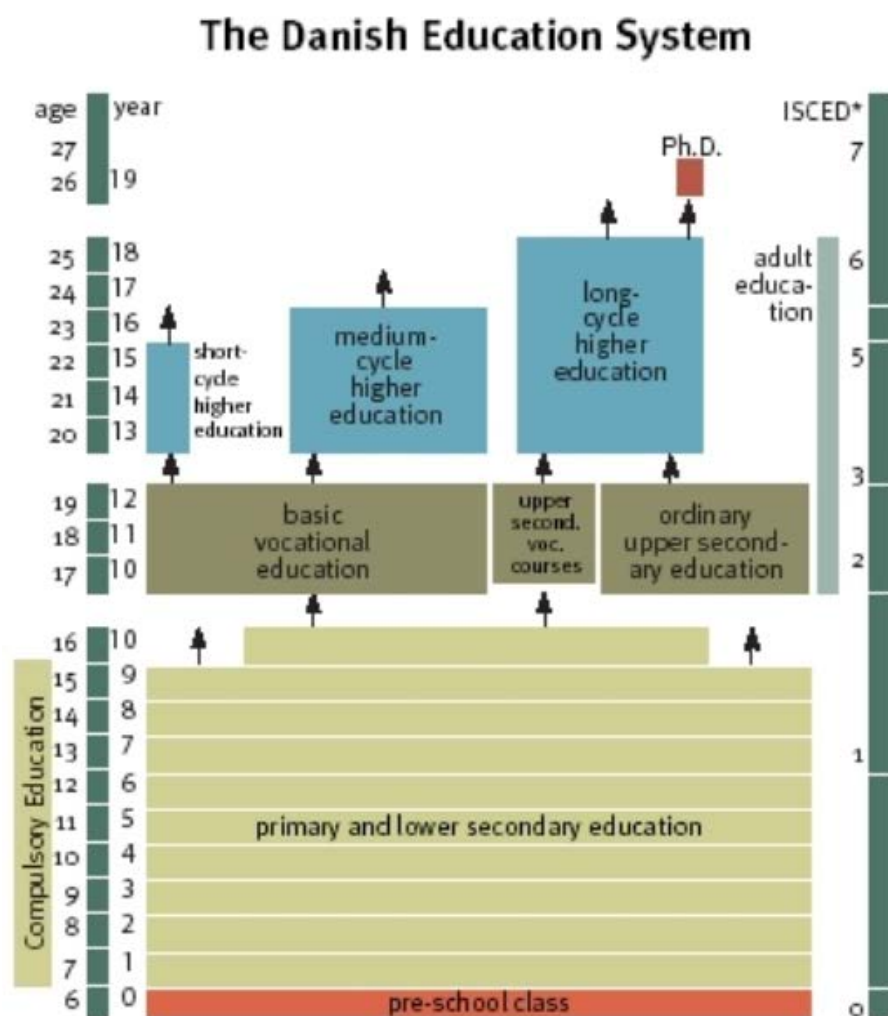 The Danish Education System
age year ISCED*
27 Ph.D. 7
26 19
25 18 adult 6
24 17 long- educa-
23 16 cycle tion
22 15 short- medium- higher 5
21 14 cycle cycle education
20 13 higher higher
education education
19 12 basic upper ordinary 3
18 11 vocational second. upper second-
17 10 education voc. ary education 2
courses
16 10
15 9
14 8
13 7 1
12 6
11 5 primary and lower secondary education
10 4
9 3
8 2
7 1
6 0 pre-school class 0
Compulsory Education